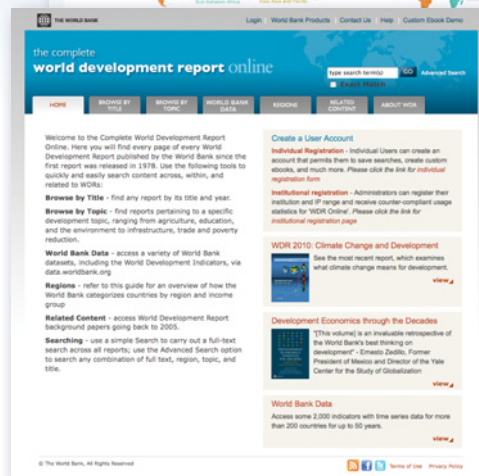 Sub-Saharan Africa
East Asia and Pacific
THE WORLD BANK
Login | World Bank Products | Contact Us | Help | Custom Ebook Demo
the complete
world development report online
type search term(s)
GO
Advanced Search
Exact Match
HOME
BROWSE BY TITLE
BROWSE BY TOPIC
WORLD BANK DATA
REGIONS
RELATED CONTENT
ABOUT WDR
Welcome to the Complete World Development Report
Online. Here you will find every page of every World
Development Report published by the World Bank since the
first report was released in 1978. Use the following tools to
quickly and easily search content across, within, and
related to WDRs:
Browse by Title - find any report by its title and year.
Browse by Topic - find reports pertaining to a specific
development topic, ranging from agriculture, education,
and the environment to infrastructure, trade and poverty
reduction.
World Bank Data - access a variety of World Bank
datasets, including the World Development Indicators, via
data.worldbank.org
Regions - refer to this guide for an overview of how the
World Bank categorizes countries by region and income
group
Related Content - access World Development Report
background papers going back to 2005.
Searching - use a simple Search to carry out a full-text
search across all reports; use the Advanced Search option
to search any combination of full text, region, topic, and
title.
Create a User Account
Individual Registration - Individual Users can create an
account that permits them to save searches, create custom
ebooks, and much more. Please click the link for individual
registration form
Institutional registration - Administrators can register their
institution and IP range and receive counter-compliant usage
statistics for 'WDR Online'. Please click the link for
institutional registration page
WDR 2010: Climate Change and Development
See the most recent report, which examines
what climate change means for development.
view
Development Economics through the Decades
"[This volume] is an invaluable retrospective of
the World Bank's best thinking on
development" - Ernesto Zedillo, Former
President of Mexico and Director of the Yale
Center for the Study of Globalization
view
World Bank Data
Access some 2,000 indicators with time series data for more
than 200 countries for up to 50 years.
view
© The World Bank, All Rights Reserved
Terms of Use
Privacy Policy